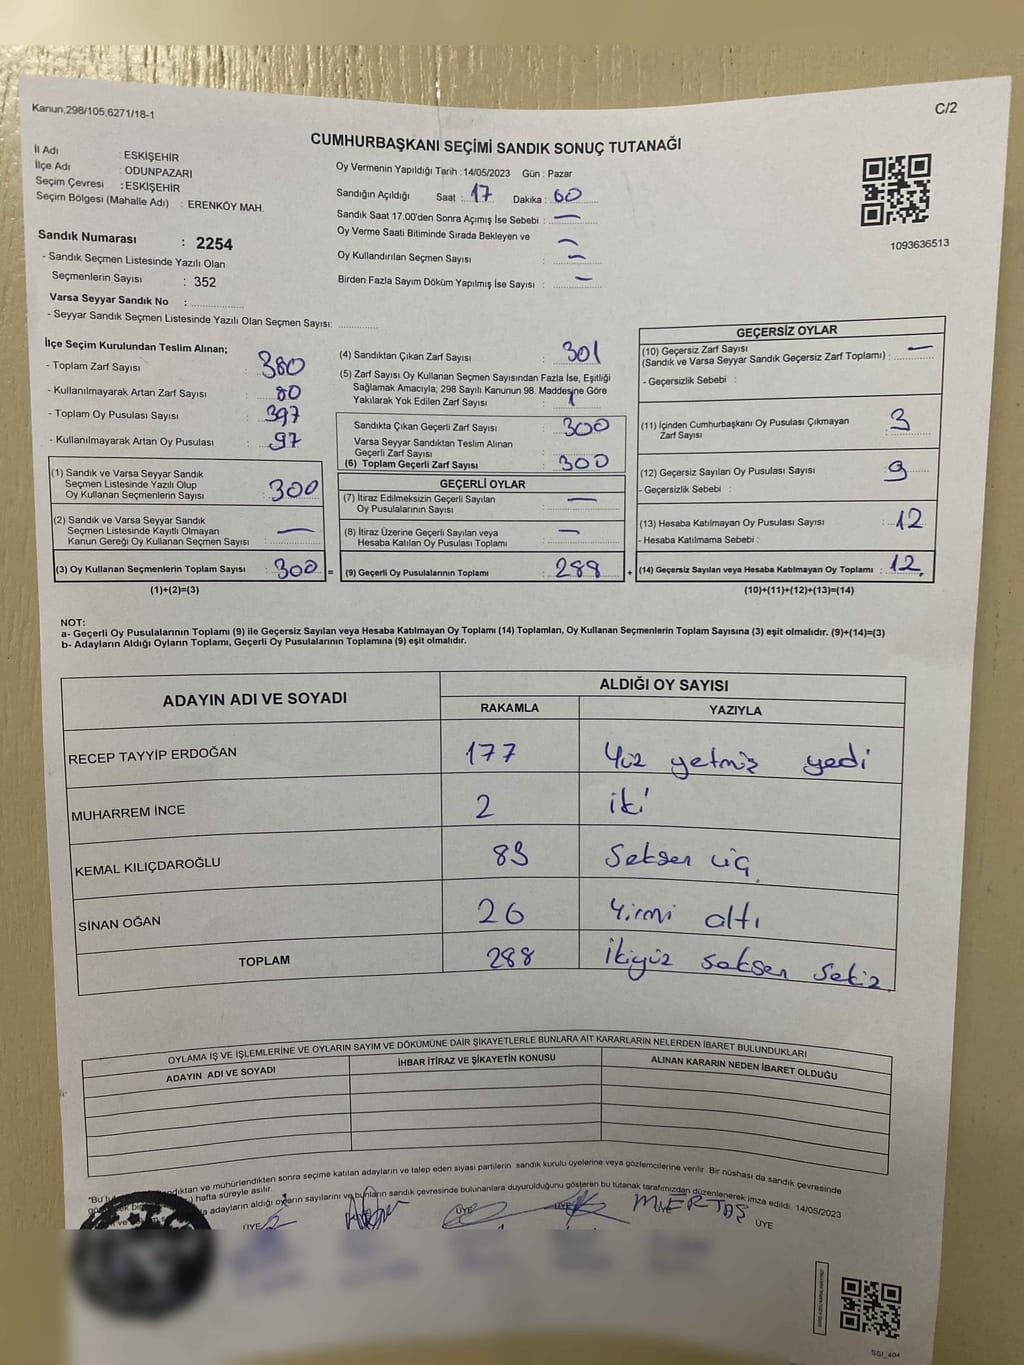 Kanun;298/105,6271/18-1
C/2
CUMHURBAŞKANI SEÇİMİ SANDIK SONUÇ TUTANAĞI
İl Adı : ESKİŞEHİR
İlçe Adı : ODUNPAZARI
Seçim Çevresi : ESKİŞEHİR
Seçim Bölgesi (Mahalle Adı) : ERENKÖY MAH.
Sandık Numarası : 2254
- Sandık Seçmen Listesinde Yazılı Olan
Seçmenlerin Sayısı : 352
Varsa Seyyar Sandık No :
- Seyyar Sandık Seçmen Listesinde Yazılı Olan Seçmen Sayısı:
Oy Vermenin Yapıldığı Tarih :14/05/2023 Gün : Pazar
Sandığın Açıldığı Saat : 17 Dakika : 60
Sandık Saat 17:00'den Sonra Açımış İse Sebebi : —
Oy Verme Saati Bitiminde Sırada Bekleyen ve —
Oy Kullandırılan Seçmen Sayısı : —
Birden Fazla Sayım Döküm Yapılmış İse Sayısı : —
1093636513
İlçe Seçim Kurulundan Teslim Alınan;
- Toplam Zarf Sayısı : 380
- Kullanılmayarak Artan Zarf Sayısı : 80
- Toplam Oy Pusulası Sayısı : 397
- Kullanılmayarak Artan Oy Pusulası : 97
(1) Sandık ve Varsa Seyyar Sandık
Seçmen Listesinde Yazılı Olup
Oy Kullanan Seçmenlerin Sayısı : 300
(2) Sandık ve Varsa Seyyar Sandık
Seçmen Listesinde Kayıtlı Olmayan
Kanun Gereği Oy Kullanan Seçmen Sayısı : —
(3) Oy Kullanan Seçmenlerin Toplam Sayısı : 300 =
(1)+(2)=(3)
(4) Sandıktan Çıkan Zarf Sayısı : 301
(5) Zarf Sayısı Oy Kullanan Seçmen Sayısından Fazla İse, Eşitliği
Sağlamak Amacıyla; 298 Sayılı Kanunun 98. Maddesine Göre
Yakılarak Yok Edilen Zarf Sayısı : 1
Sandıkta Çıkan Geçerli Zarf Sayısı : 300
Varsa Seyyar Sandıktan Teslim Alınan
Geçerli Zarf Sayısı :
(6) Toplam Geçerli Zarf Sayısı : 300
GEÇERLİ OYLAR
(7) İtiraz Edilmeksizin Geçerli Sayılan
Oy Pusulalarının Sayısı : —
(8) İtiraz Üzerine Geçerli Sayılan veya
Hesaba Katılan Oy Pusulası Toplamı : —
(9) Geçerli Oy Pusulalarının Toplamı : 288 +
GEÇERSİZ OYLAR
(10) Geçersiz Zarf Sayısı —
(Sandık ve Varsa Seyyar Sandık Geçersiz Zarf Toplamı) :
- Geçersizlik Sebebi :
(11) İçinden Cumhurbaşkanı Oy Pusulası Çıkmayan
Zarf Sayısı : 3
(12) Geçersiz Sayılan Oy Pusulası Sayısı : 9
- Geçersizlik Sebebi :
(13) Hesaba Katılmayan Oy Pusulası Sayısı : 12
- Hesaba Katılmama Sebebi :
(14) Geçersiz Sayılan veya Hesaba Katılmayan Oy Toplamı : 12.
(10)+(11)+(12)+(13)=(14)
NOT:
a- Geçerli Oy Pusulalarının Toplamı (9) ile Geçersiz Sayılan veya Hesaba Katılmayan Oy Toplamı (14) Toplamları, Oy Kullanan Seçmenlerin Toplam Sayısına (3) eşit olmalıdır. (9)+(14)=(3)
b- Adayların Aldığı Oyların Toplamı, Geçerli Oy Pusulalarının Toplamına (9) eşit olmalıdır.
ADAYIN ADI VE SOYADI
ALDIĞI OY SAYISI
RAKAMLA YAZIYLA
RECEP TAYYİP ERDOĞAN 177 Yüz yetmiş yedi
MUHARREM İNCE 2 iki
KEMAL KILIÇDAROĞLU 83 Seksen üç.
SİNAN OĞAN 26 Yirmi altı
TOPLAM 288 İkiyüz seksen sekiz.
OYLAMA İŞ VE İŞLEMLERİNE VE OYLARIN SAYIM VE DÖKÜMÜNE DAİR ŞİKAYETLERLE BUNLARA AİT KARARLARIN NELERDEN İBARET BULUNDUKLARI
ADAYIN ADI VE SOYADI İHBAR İTİRAZ VE ŞİKAYETİN KONUSU ALINAN KARARIN NEDEN İBARET OLDUĞU
"Bu ndıktan ve mühürlendikten sonra seçime katılan adayların ve talep eden siyasi partilerin sandık kurulu üyelerine veya gözlemcilerine verilir. Bir nüshası da sandık çevresinde
hafta süreyle asılır.
adayların aldığı oyların sayılarını ve bunların sandık çevresinde bulunanlara duyurulduğunu gösteren bu tutanak tarafımızdan düzenlenerek imza edildi. 14/05/2023
ÜYE ÜYE ÜYE MERTAŞ ÜYE
SGİ_404